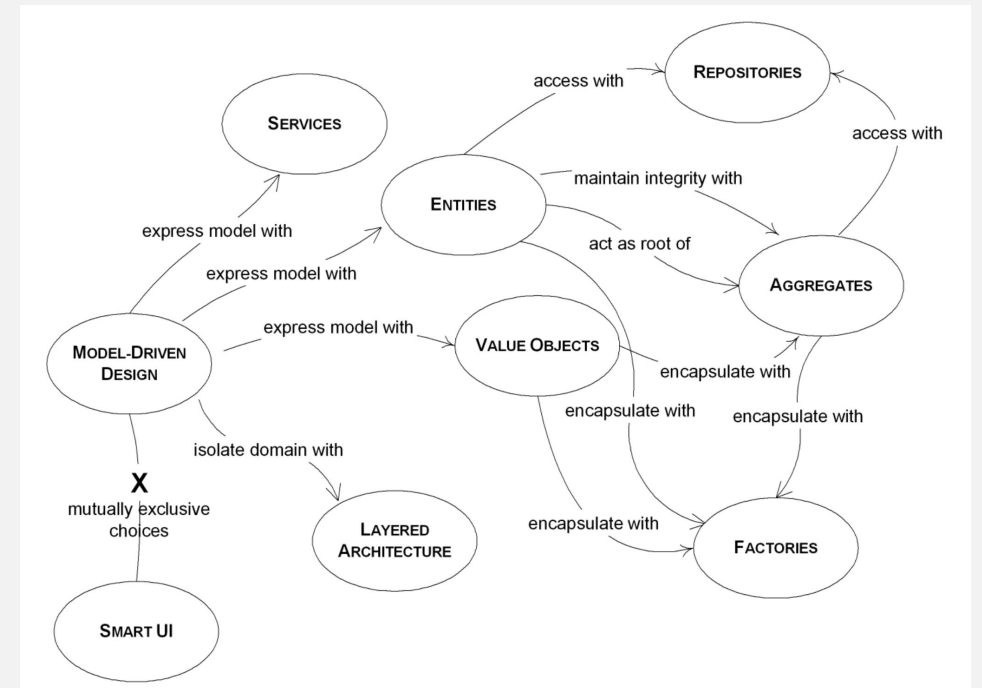 REPOSITORIES
access with
SERVICES
access with
maintain integrity with
ENTITIES
express model with
act as root of
express model with
AGGREGATES
express model with
VALUE OBJECTS
MODEL-DRIVEN
DESIGN
encapsulate with
encapsulate with
encapsulate with
isolate domain with
X
mutually exclusive
choices
encapsulate with
LAYERED
ARCHITECTURE
FACTORIES
SMART UI